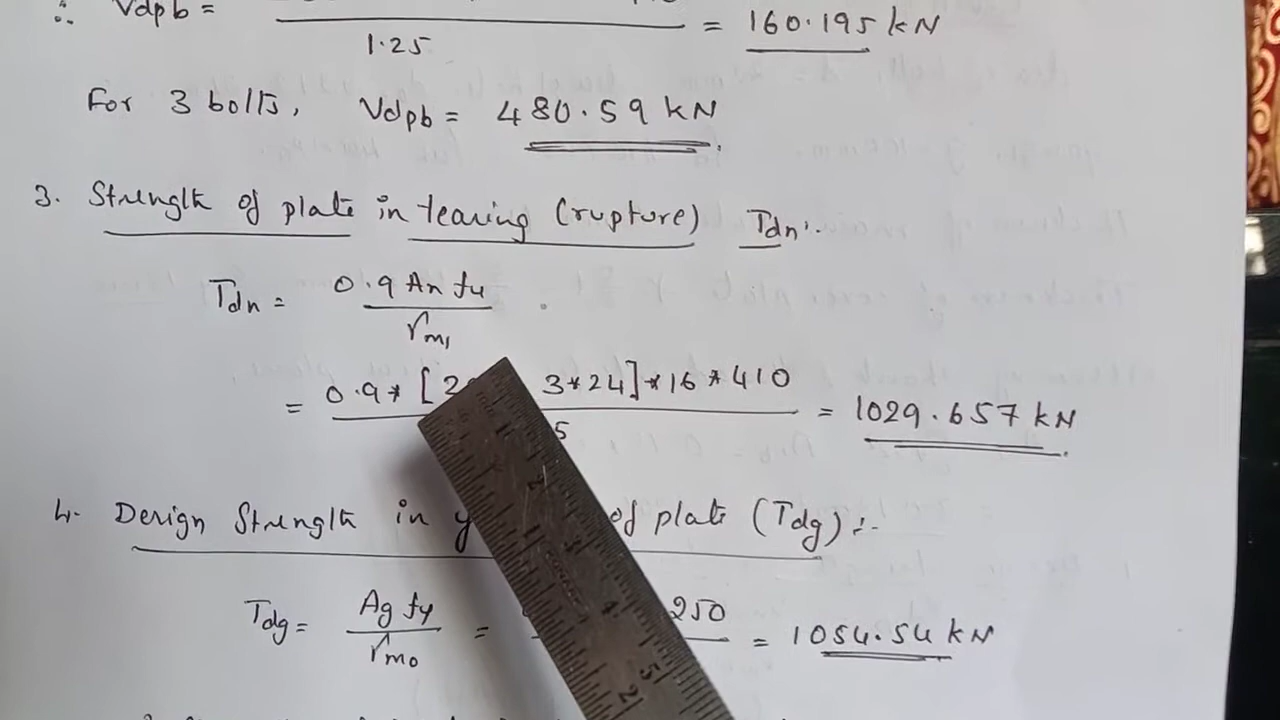 ∴ Vdpb = = 160.195 kN
1.25
For 3 bolts, Vdpb = 480.59 kN
3. Strength of plate in tearing (rupture) Tdn :-
Tdn = 0.9 An fu / γm1
= 0.9 * [2 3*24] * 16 * 410 / 5 = 1029.657 kN
4. Design Strength in of plate (Tdg) :-
Tdg = Ag fy / γm0 = 250 = 1054.54 kN